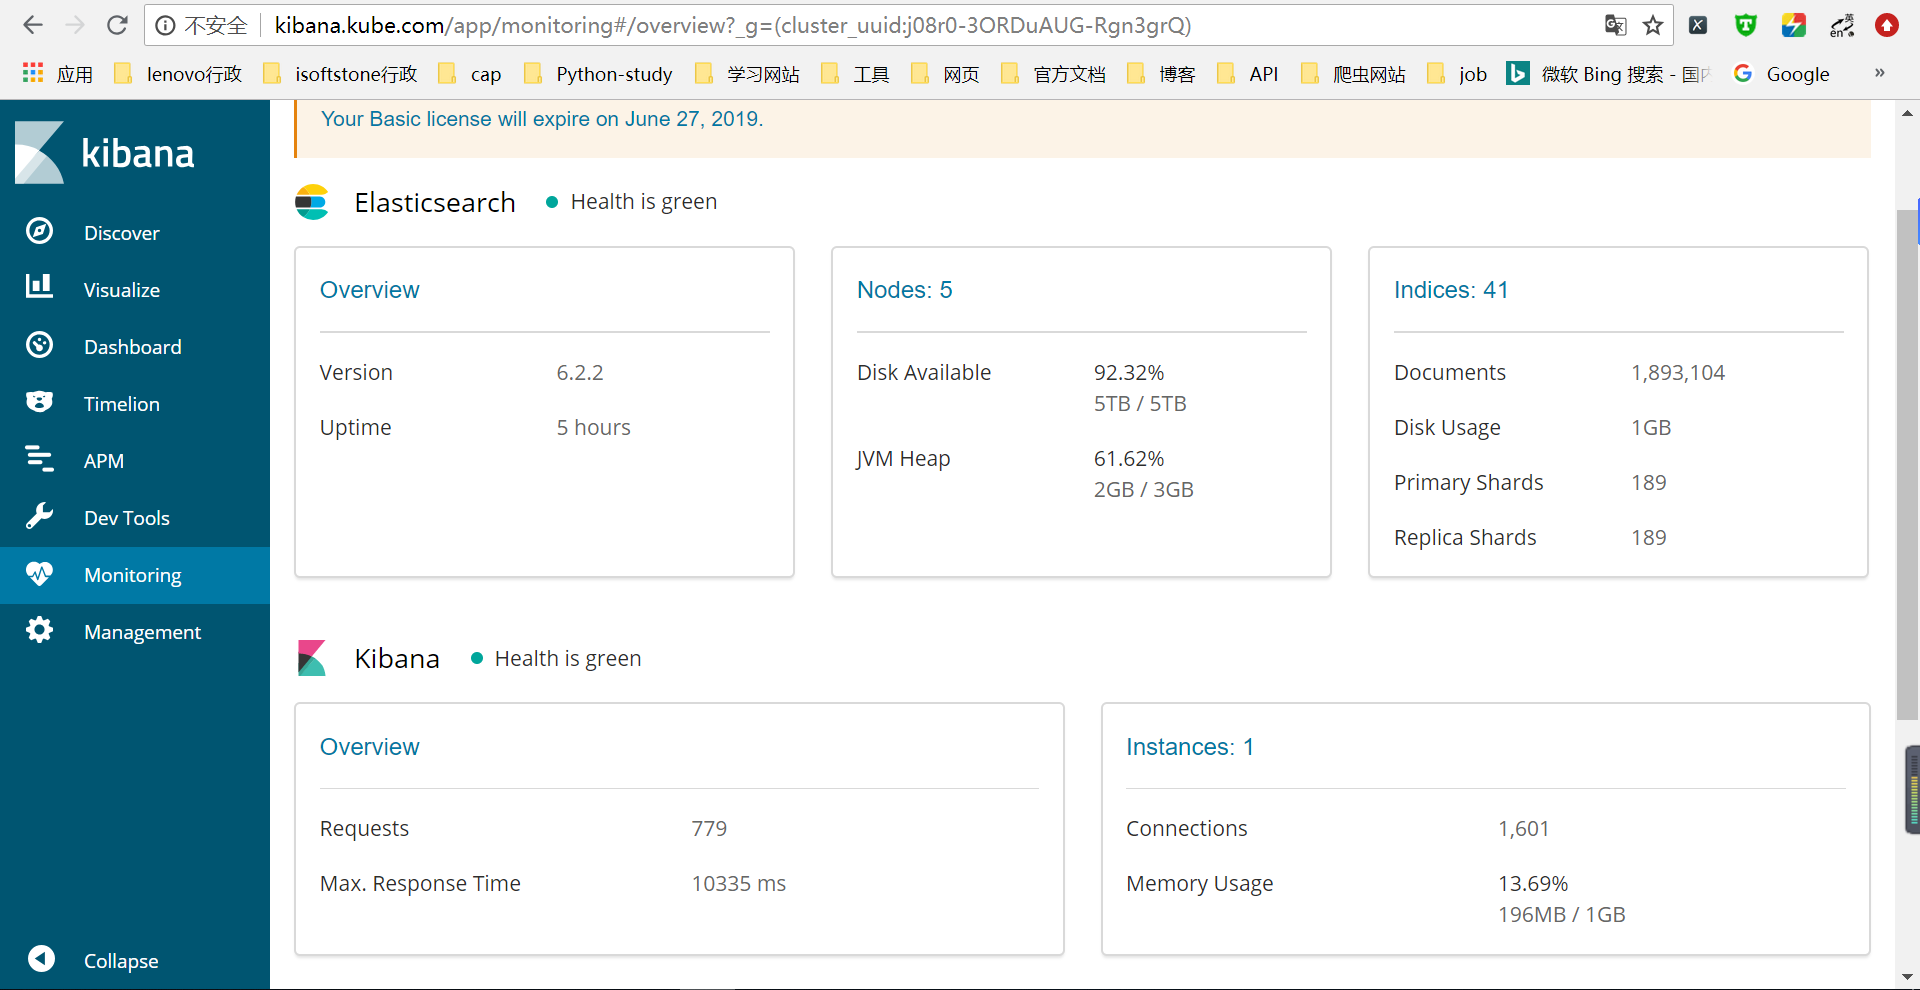 不安全 kibana.kube.com/app/monitoring#/overview?_g=(cluster_uuid:j08r0-3ORDuAUG-Rgn3grQ)
应用 lenovo行政 isoftstone行政 cap Python-study 学习网站 工具 网页 官方文档 博客 API 爬虫网站 job 微软 Bing 搜索 - 国内 Google »
Your Basic license will expire on June 27, 2019.
kibana
Discover
Visualize
Dashboard
Timelion
APM
Dev Tools
Monitoring
Management
Collapse
Elasticsearch Health is green
Overview
Version 6.2.2
Uptime 5 hours
Nodes: 5
Disk Available 92.32%
5TB / 5TB
JVM Heap 61.62%
2GB / 3GB
Indices: 41
Documents 1,893,104
Disk Usage 1GB
Primary Shards 189
Replica Shards 189
Kibana Health is green
Overview
Requests 779
Max. Response Time 10335 ms
Instances: 1
Connections 1,601
Memory Usage 13.69%
196MB / 1GB